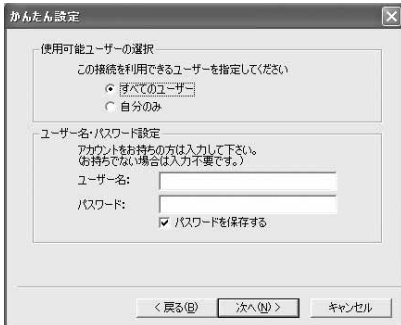 かんたん設定
使用可能ユーザーの選択
この接続を利用できるユーザーを指定してください
すべてのユーザー
自分のみ
ユーザー名・パスワード設定
アカウントをお持ちの方は入力して下さい。
(お持ちでない場合は入力不要です。)
ユーザー名:
パスワード:
パスワードを保存する
< 戻る(B) 次へ(N) > キャンセル